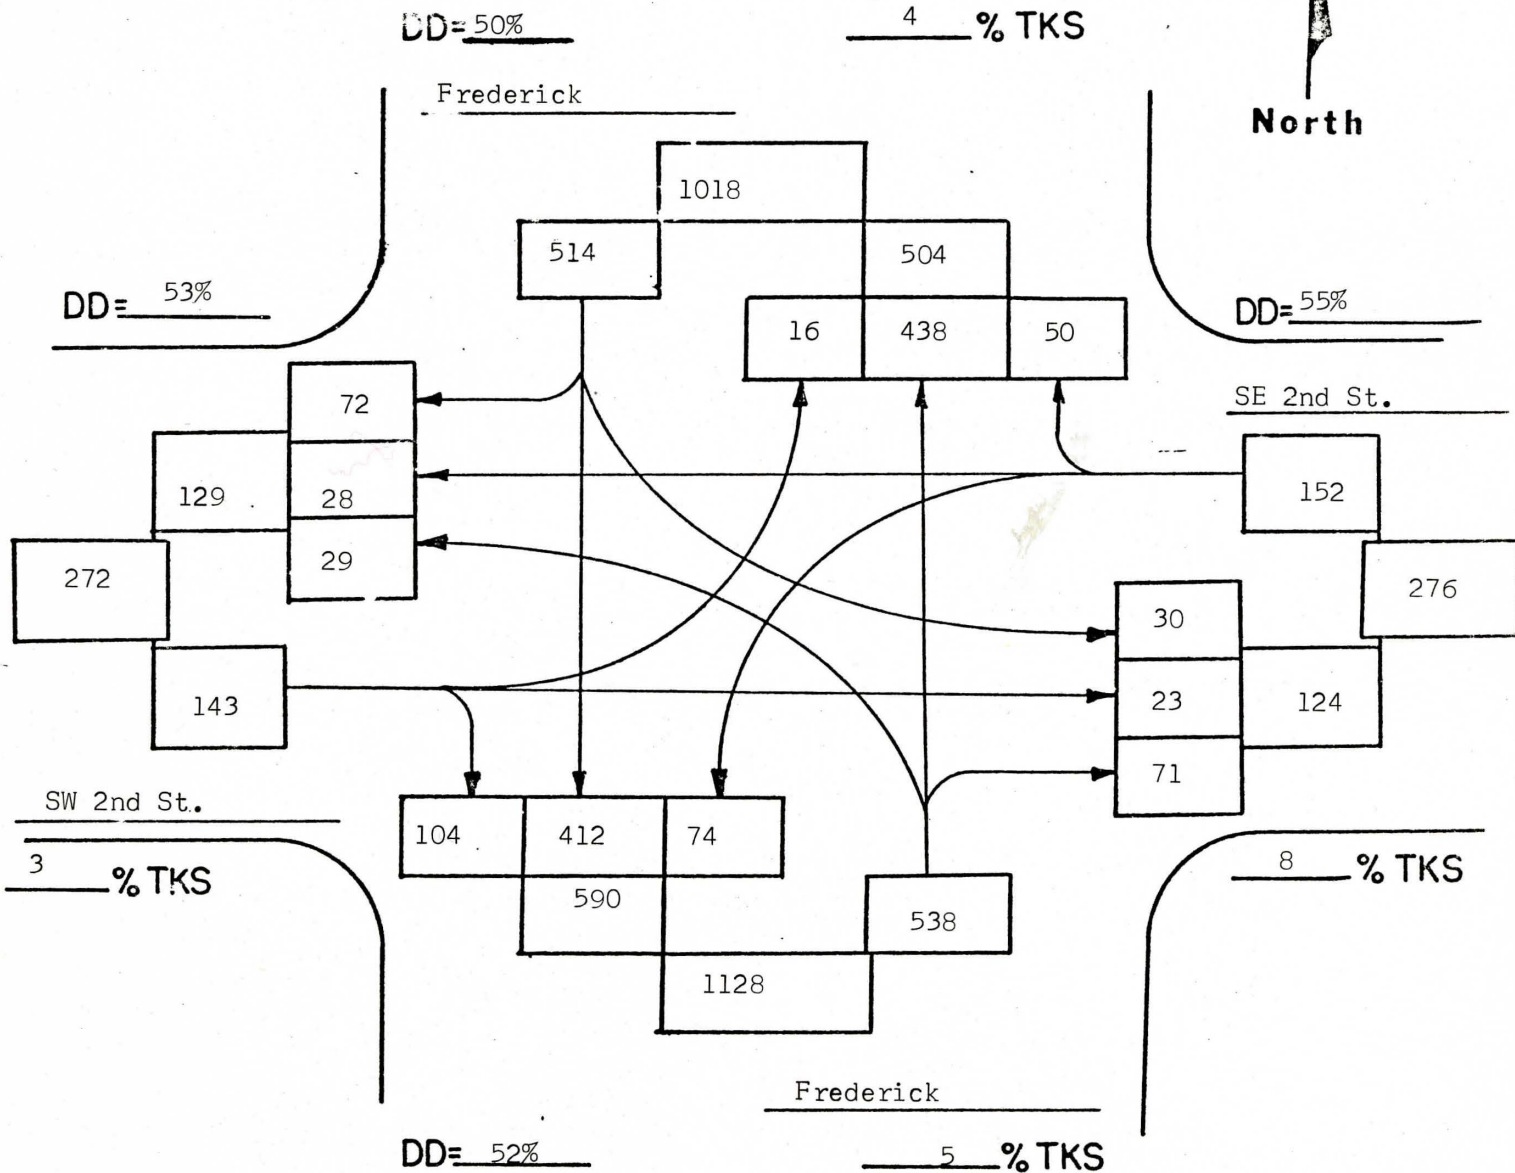 DD= 50%
4 % TKS
Frederick
North
1018
514
504
DD= 53%
DD= 55%
16 438 50
72
SE 2nd St.
129
28
152
29
272
276
30
143
23
124
71
SW 2nd St.
104 412 74
3 % TKS
8 % TKS
590
538
1128
Frederick
DD= 52%
5 % TKS